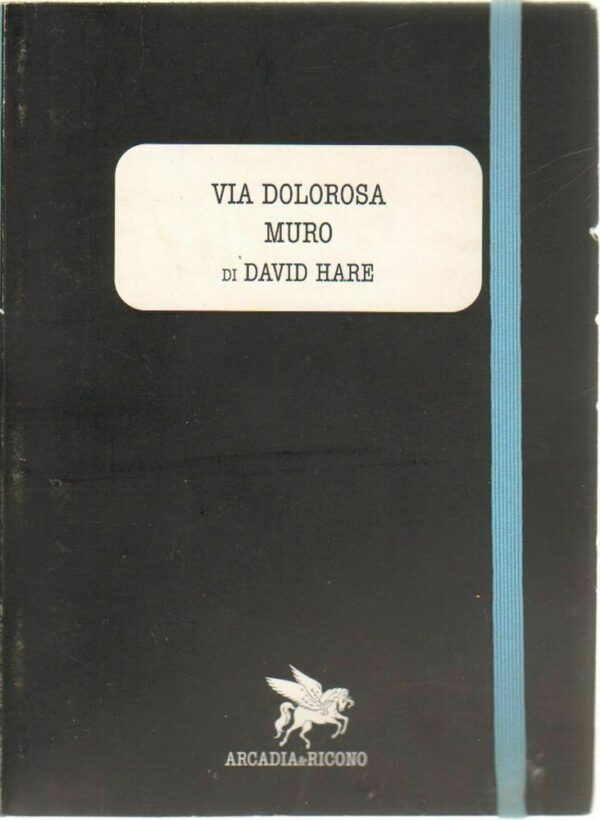 VIA DOLOROSA
MURO
DI DAVID HARE
ARCADIA&RICONO